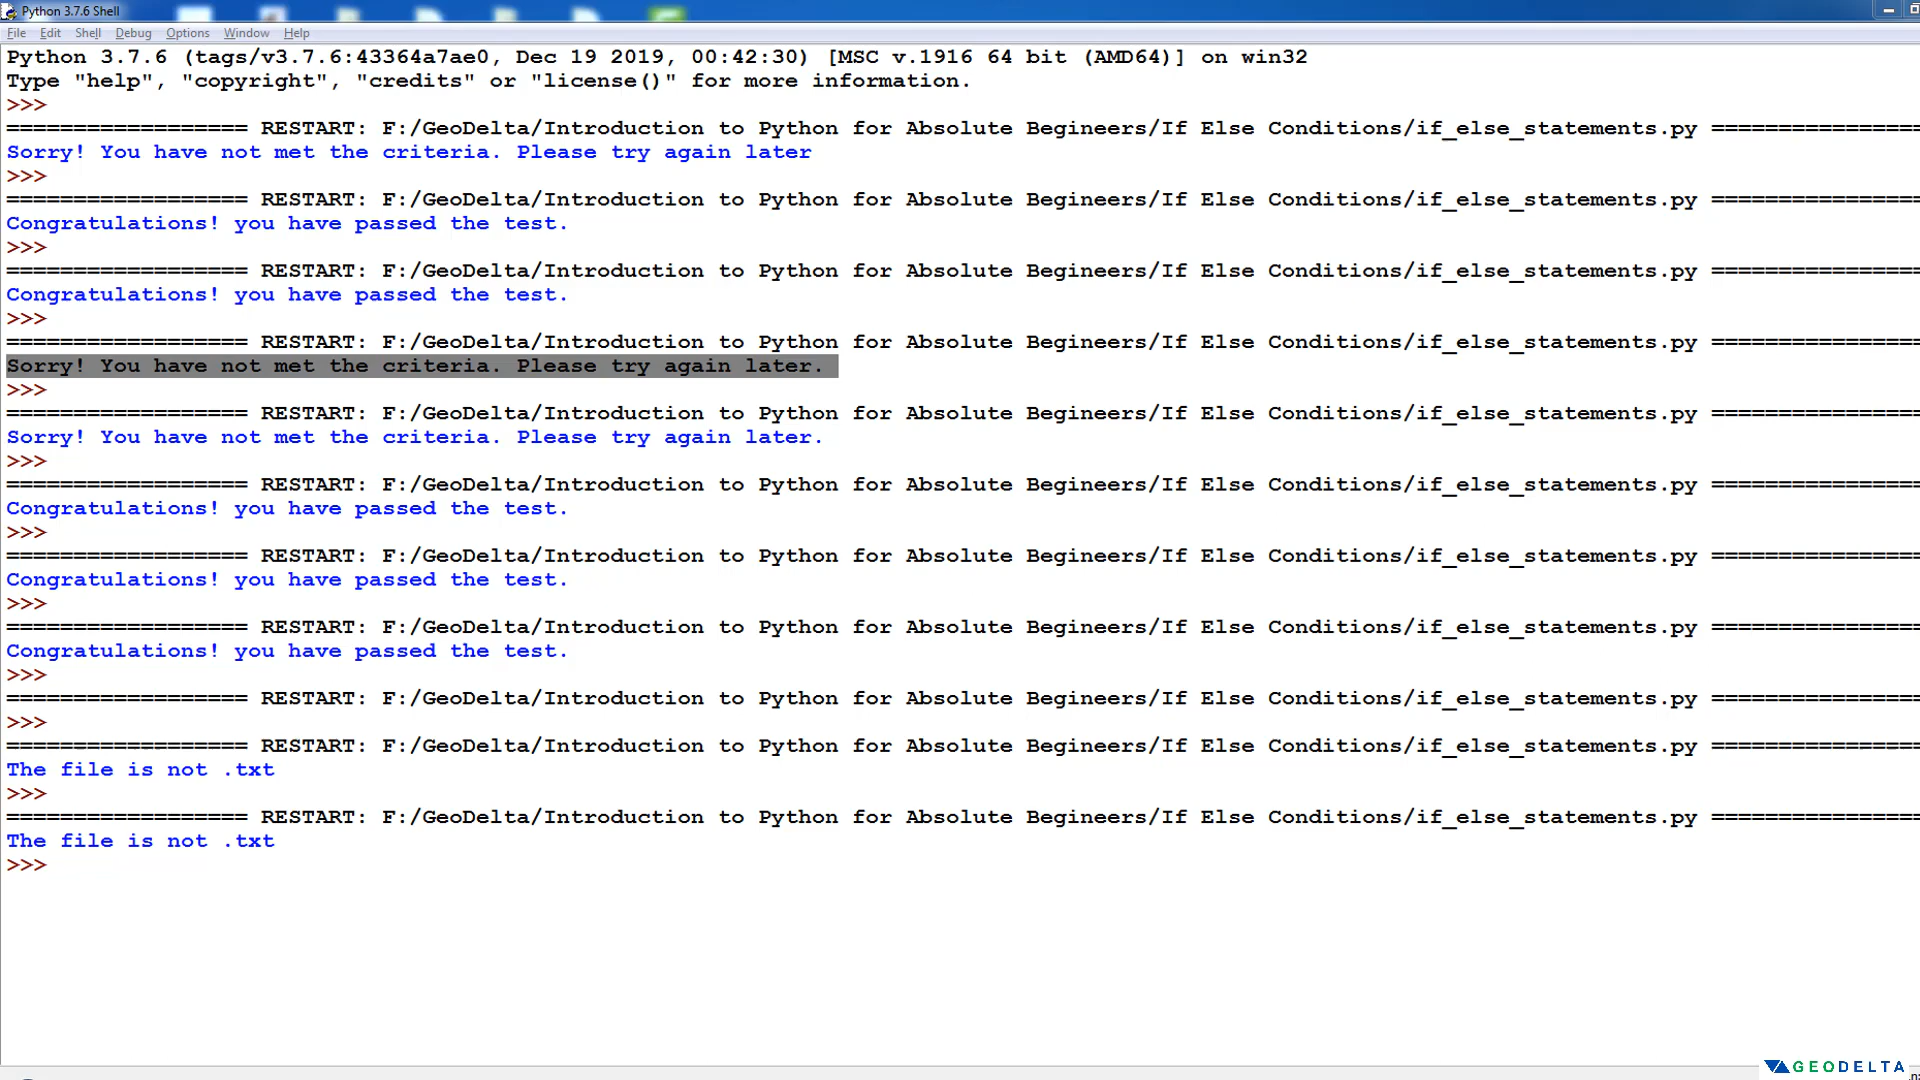 Python 3.7.6 Shell
File Edit Shell Debug Options Window Help
Python 3.7.6 (tags/v3.7.6:43364a7ae0, Dec 19 2019, 00:42:30) [MSC v.1916 64 bit (AMD64)] on win32
Type "help", "copyright", "credits" or "license()" for more information.
>>>
================== RESTART: F:/GeoDelta/Introduction to Python for Absolute Begineers/If Else Conditions/if_else_statements.py ================
Sorry! You have not met the criteria. Please try again later
>>>
================== RESTART: F:/GeoDelta/Introduction to Python for Absolute Begineers/If Else Conditions/if_else_statements.py ================
Congratulations! you have passed the test.
>>>
================== RESTART: F:/GeoDelta/Introduction to Python for Absolute Begineers/If Else Conditions/if_else_statements.py ================
Congratulations! you have passed the test.
>>>
================== RESTART: F:/GeoDelta/Introduction to Python for Absolute Begineers/If Else Conditions/if_else_statements.py ================
Sorry! You have not met the criteria. Please try again later.
>>>
================== RESTART: F:/GeoDelta/Introduction to Python for Absolute Begineers/If Else Conditions/if_else_statements.py ================
Sorry! You have not met the criteria. Please try again later.
>>>
================== RESTART: F:/GeoDelta/Introduction to Python for Absolute Begineers/If Else Conditions/if_else_statements.py ================
Congratulations! you have passed the test.
>>>
================== RESTART: F:/GeoDelta/Introduction to Python for Absolute Begineers/If Else Conditions/if_else_statements.py ================
Congratulations! you have passed the test.
>>>
================== RESTART: F:/GeoDelta/Introduction to Python for Absolute Begineers/If Else Conditions/if_else_statements.py ================
Congratulations! you have passed the test.
>>>
================== RESTART: F:/GeoDelta/Introduction to Python for Absolute Begineers/If Else Conditions/if_else_statements.py ================
>>>
================== RESTART: F:/GeoDelta/Introduction to Python for Absolute Begineers/If Else Conditions/if_else_statements.py ================
The file is not .txt
>>>
================== RESTART: F:/GeoDelta/Introduction to Python for Absolute Begineers/If Else Conditions/if_else_statements.py ================
The file is not .txt
>>>
GEODELTA